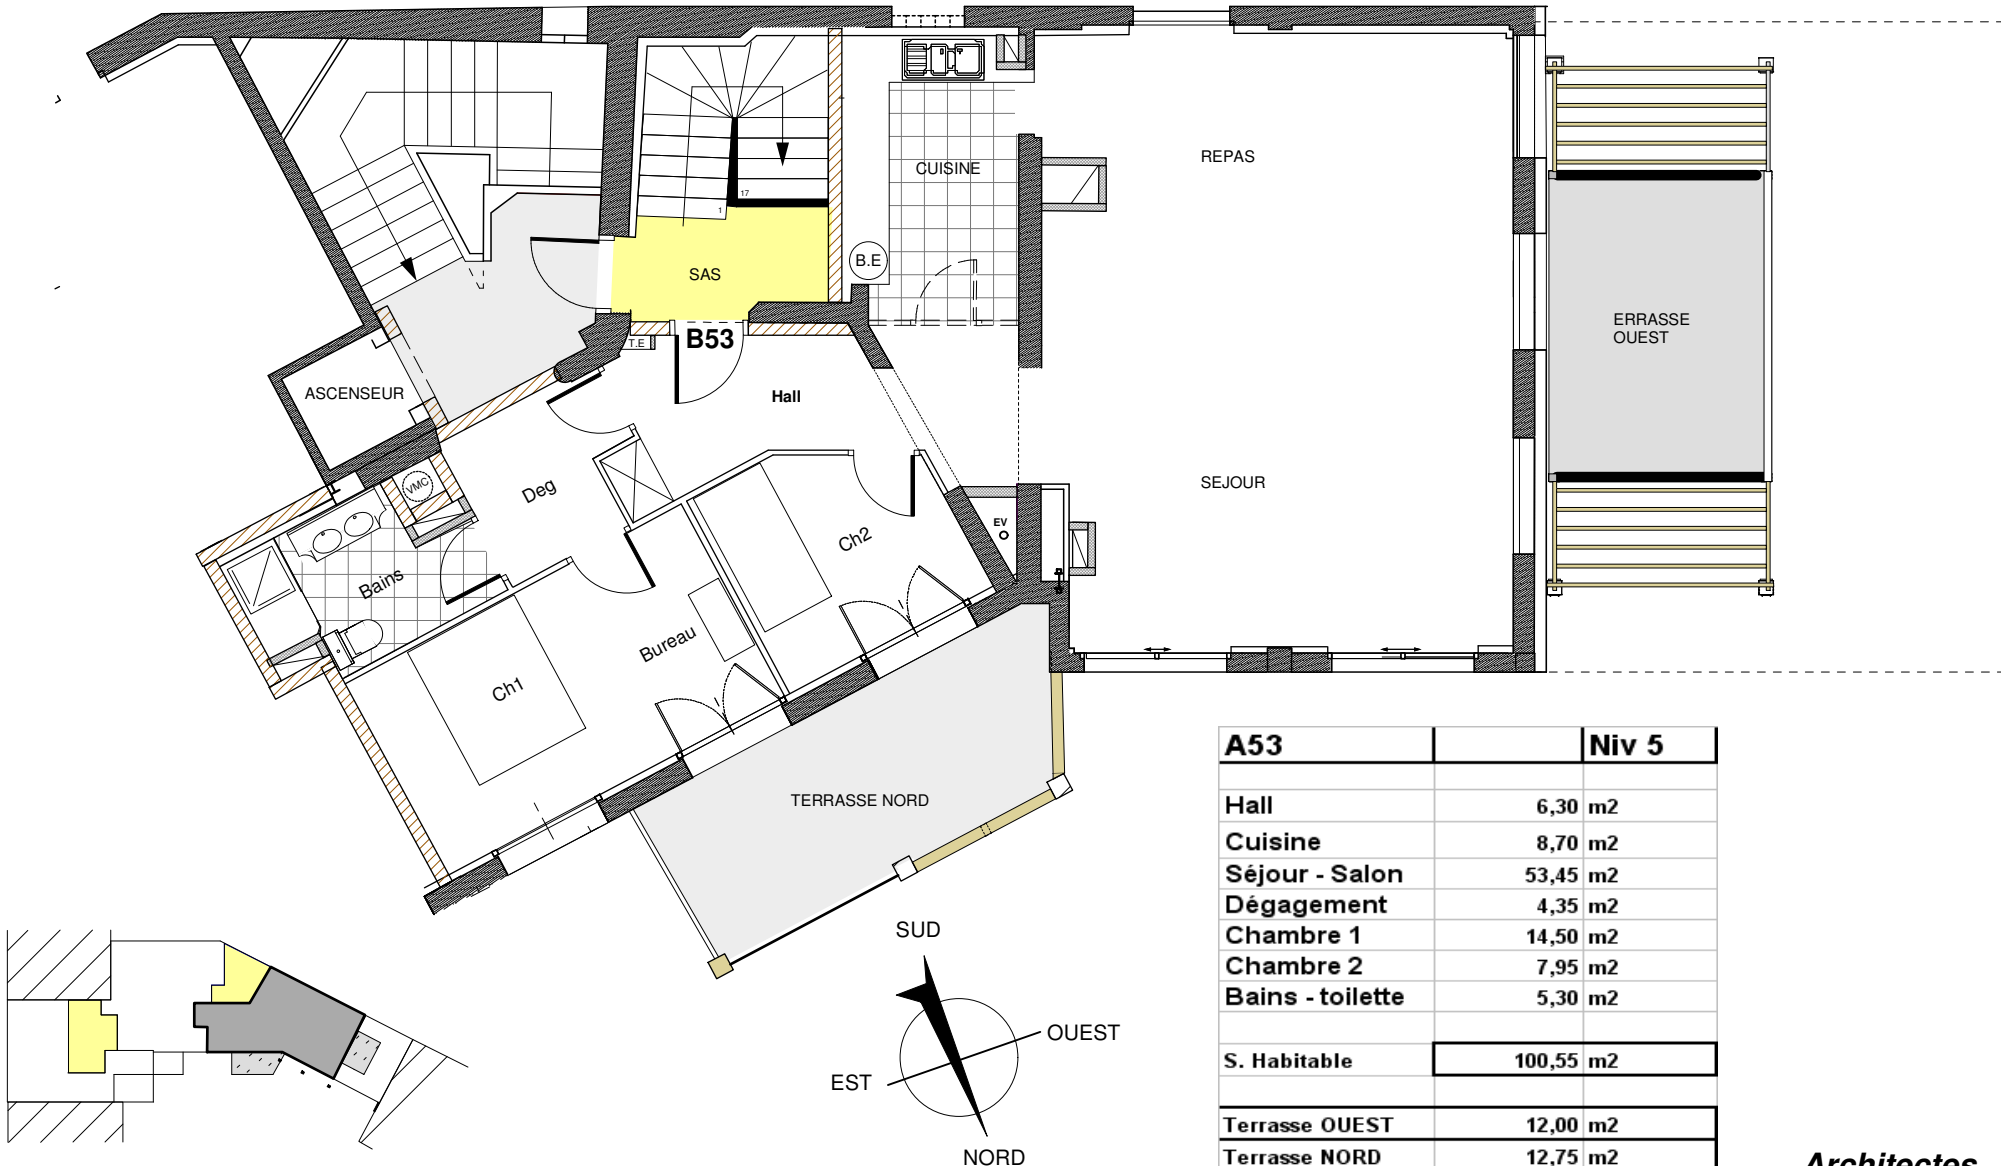 CUISINE
REPAS
17
1
SAS
B.E
ERRASSE
OUEST
T.E
B53
ASCENSEUR
Hall
VMC
Deg
SEJOUR
EV
Ch2
Bains
Bureau
Ch1
TERRASSE NORD
A53 Niv 5
Hall 6,30 m2
Cuisine 8,70 m2
Séjour - Salon 53,45 m2
Dégagement 4,35 m2
Chambre 1 14,50 m2
Chambre 2 7,95 m2
Bains - toilette 5,30 m2
S. Habitable 100,55 m2
Terrasse OUEST 12,00 m2
Terrasse NORD 12,75 m2
SUD
OUEST
EST
NORD
Architectes